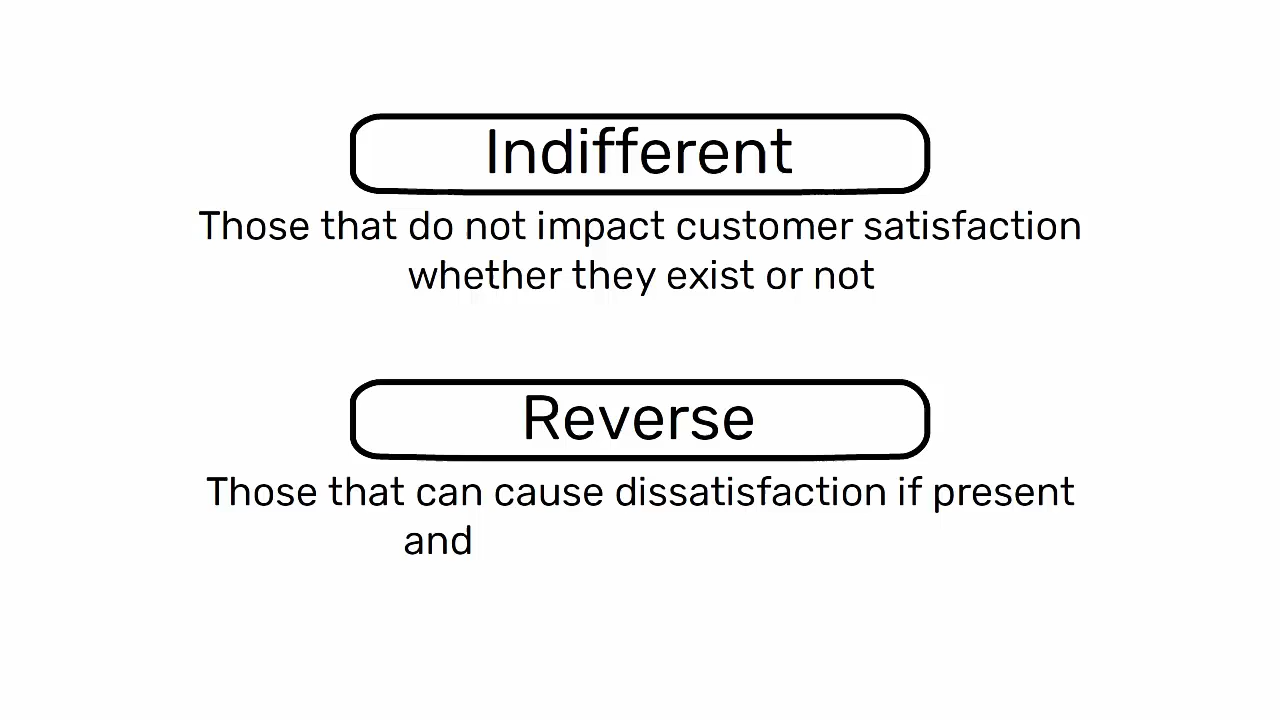 Indifferent
Those that do not impact customer satisfaction
whether they exist or not
Reverse
Those that can cause dissatisfaction if present
and